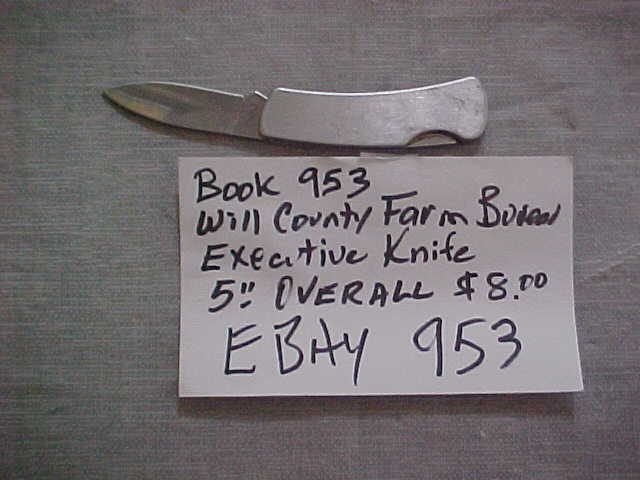 Book 953
Will County Farm Bureau
Executive Knife
5" OVERALL $8.00
EBAY 953